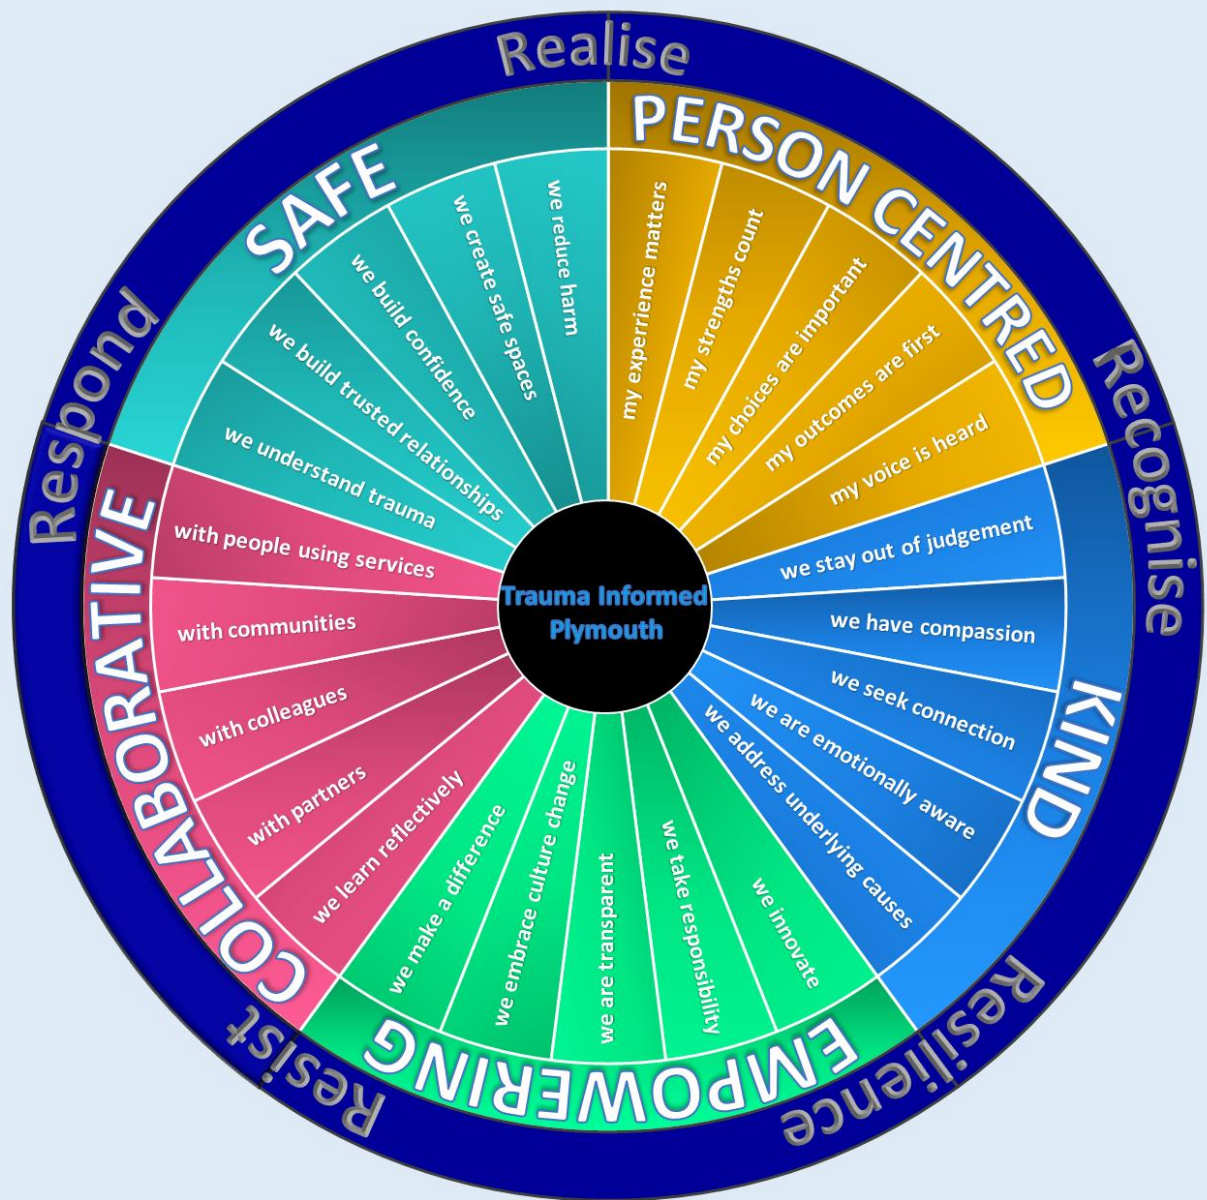 Realise
Recognise
Resilience
Resist
Respond
PERSON CENTRED
my experience matters
my strengths count
my choices are important
my outcomes are first
my voice is heard
KIND
we stay out of judgement
we have compassion
we seek connection
we are emotionally aware
we address underlying causes
EMPOWERING
we innovate
we take responsibility
we are transparent
we embrace culture change
we make a difference
COLLABORATIVE
we learn reflectively
with partners
with colleagues
with communities
with people using services
SAFE
we understand trauma
we build trusted relationships
we build confidence
we create safe spaces
we reduce harm
Trauma Informed
Plymouth